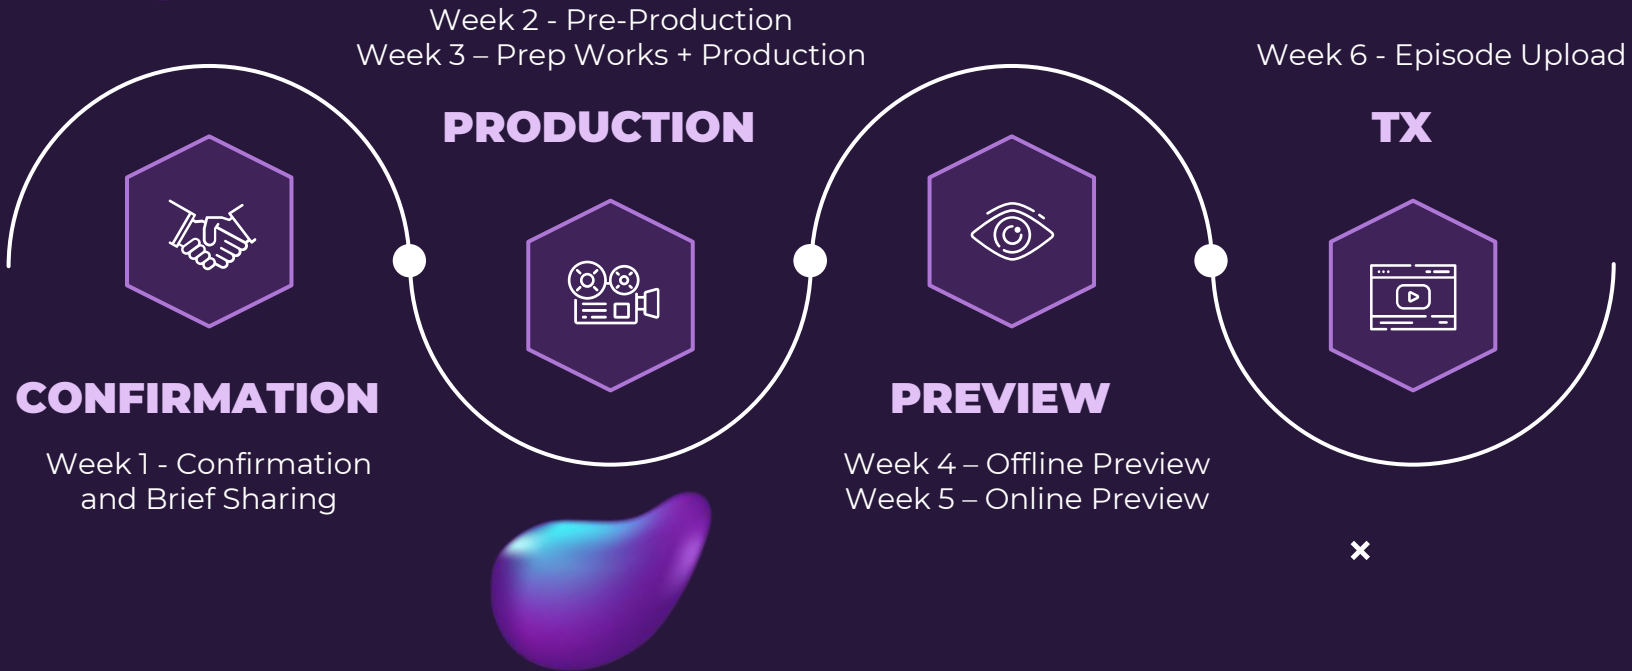 Week 2 - Pre-Production
Week 3 – Prep Works + Production
PRODUCTION
Week 6 - Episode Upload
TX
CONFIRMATION
Week 1 - Confirmation
and Brief Sharing
PREVIEW
Week 4 – Offline Preview
Week 5 – Online Preview